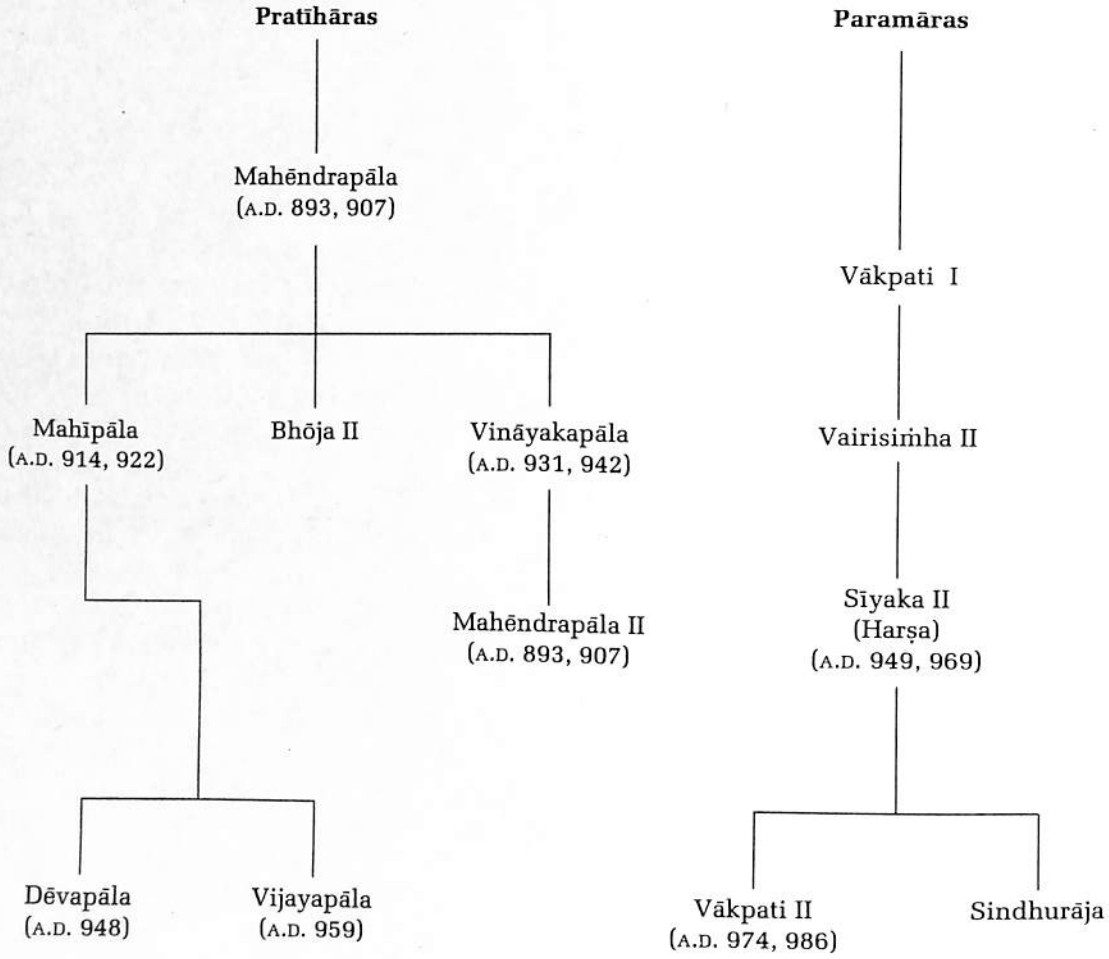 Pratīhāras
Mahēndrapāla
(A.D. 893, 907)
Mahīpāla
(A.D. 914, 922)
Bhōja II
Vināyakapāla
(A.D. 931, 942)
Mahēndrapāla II
(A.D. 893, 907)
Dēvapāla
(A.D. 948)
Vijayapāla
(A.D. 959)
Paramāras
Vākpati I
Vairisiṁha II
Sīyaka II
(Harṣa)
(A.D. 949, 969)
Vākpati II
(A.D. 974, 986)
Sindhurāja